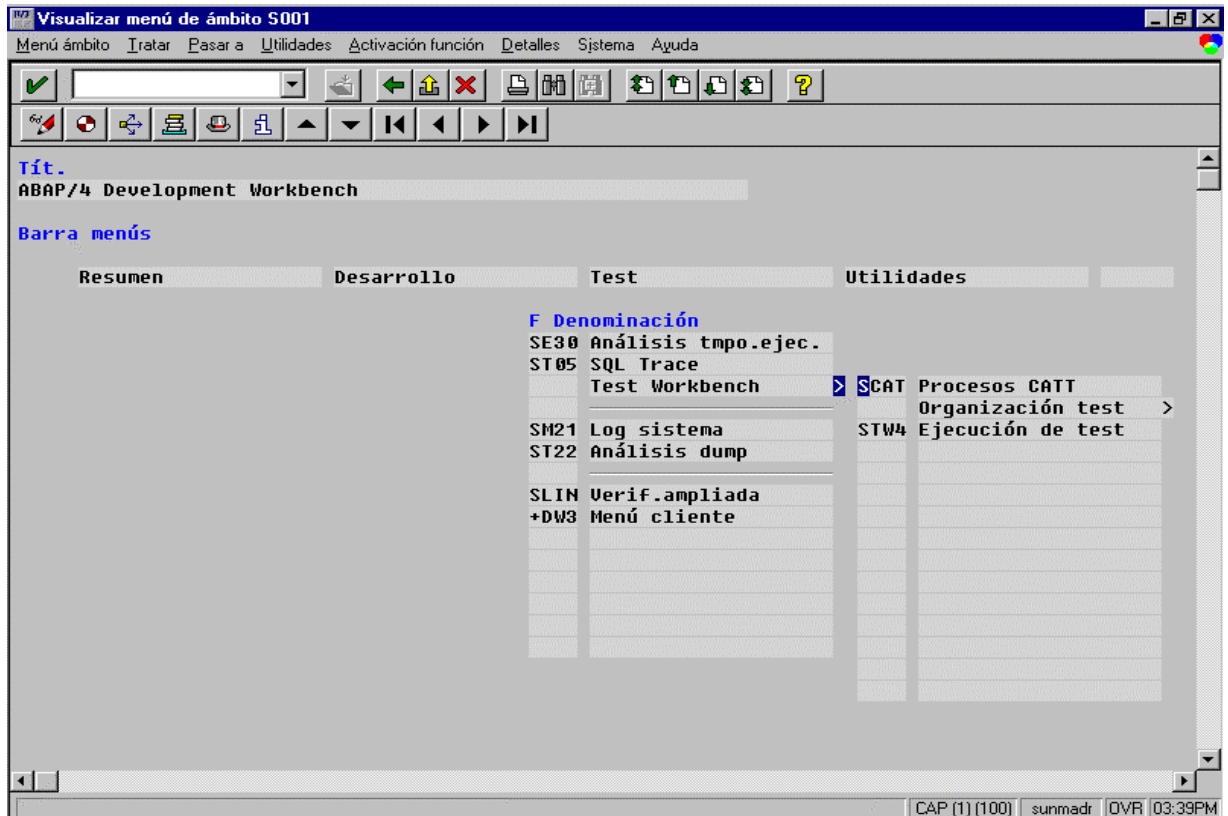 Visualizar menú de ámbito S001
Menú ámbito Tratar Pasar a Utilidades Activación función Detalles Sistema Ayuda
Tít.
ABAP/4 Development Workbench
Barra menús
Resumen Desarrollo Test Utilidades
F Denominación
SE30 Análisis tmpo.ejec.
ST05 SQL Trace
Test Workbench > SCAT Procesos CATT
Organización test >
SM21 Log sistema STW4 Ejecución de test
ST22 Análisis dump
SLIN Verif.ampliada
+DW3 Menú cliente
CAP (1) (100) sunmadr OVR 03:39PM